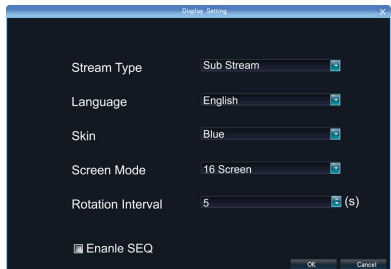 Display Setting
Stream Type Sub Stream
Language English
Skin Blue
Screen Mode 16 Screen
Rotation Interval 5 (s)
Enanle SEQ
OK Cancel